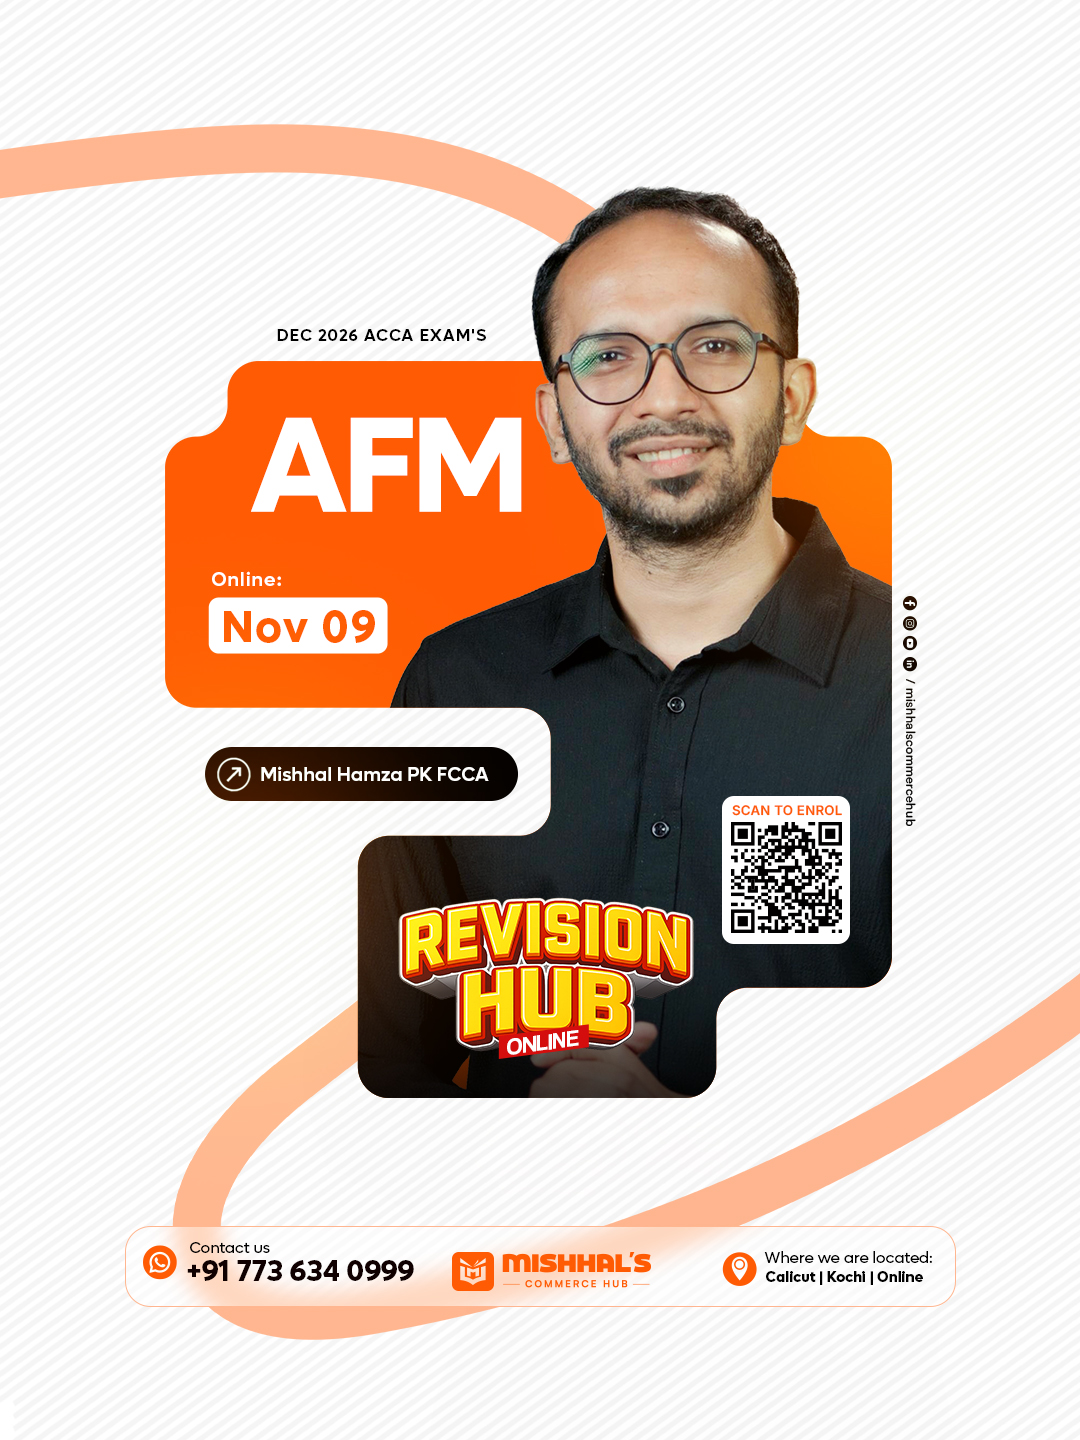 DEC 2026 ACCA EXAM'S
AFM
Online:
Nov 09
Mishhal Hamza PK FCCA
/ mishhalscommercehub
SCAN TO ENROL
REVISION
HUB
ONLINE
Contact us
+91 773 634 0999
MISHHAL'S
COMMERCE HUB
Where we are located:
Calicut | Kochi | Online